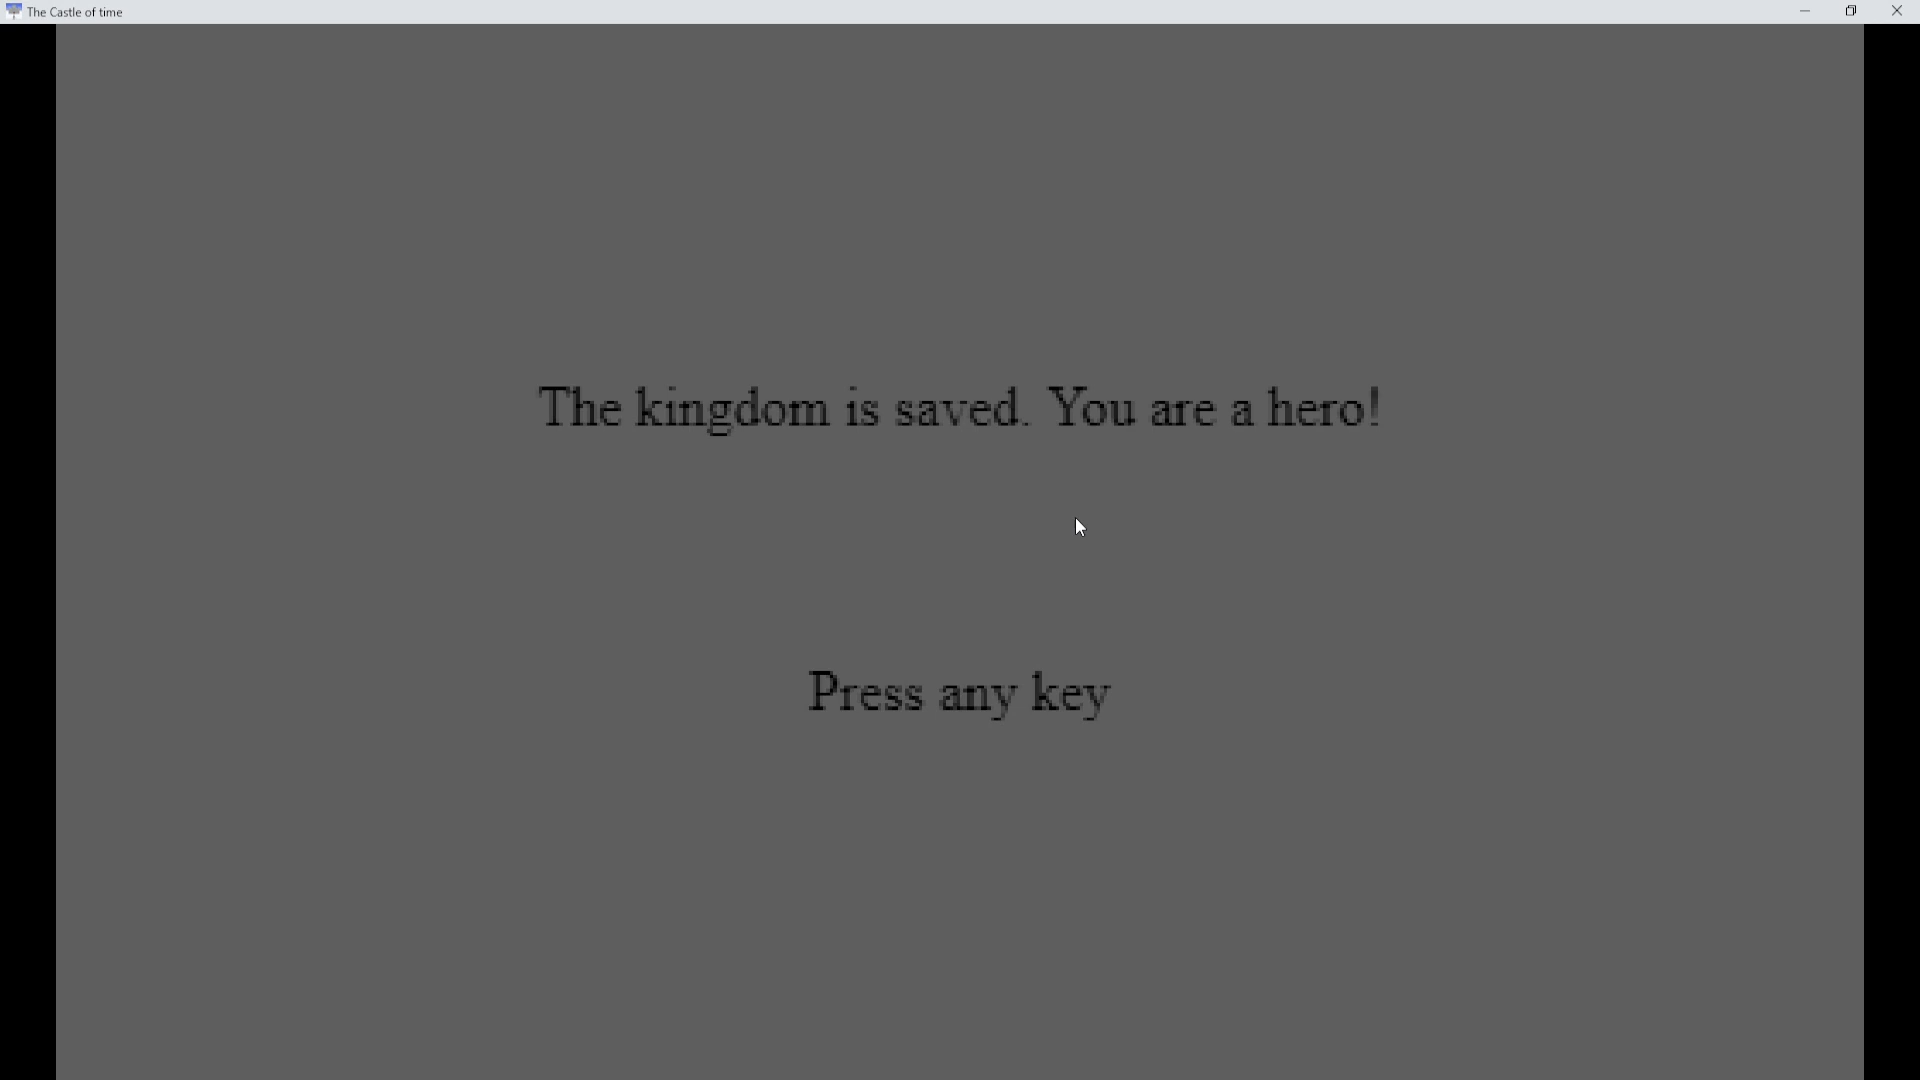 The Castle of time
The kingdom is saved. You are a hero!
Press any key